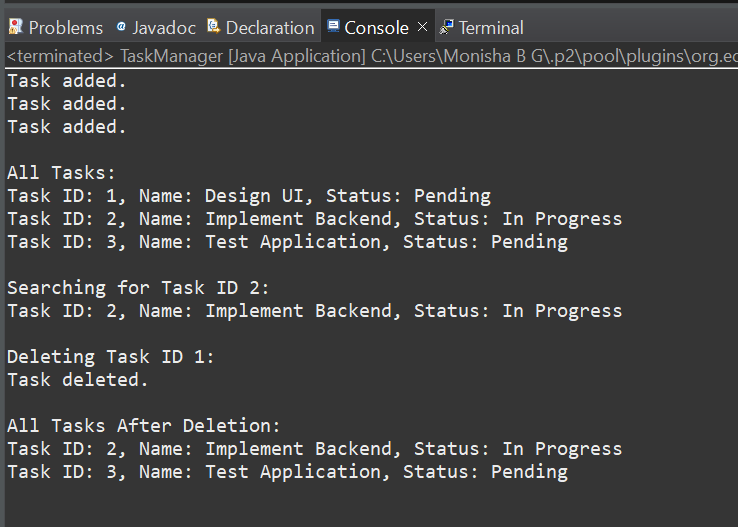 Problems Javadoc Declaration Console Terminal
<terminated> TaskManager [Java Application] C:\Users\Monisha B G\.p2\pool\plugins\org.ec
Task added.
Task added.
Task added.
All Tasks:
Task ID: 1, Name: Design UI, Status: Pending
Task ID: 2, Name: Implement Backend, Status: In Progress
Task ID: 3, Name: Test Application, Status: Pending
Searching for Task ID 2:
Task ID: 2, Name: Implement Backend, Status: In Progress
Deleting Task ID 1:
Task deleted.
All Tasks After Deletion:
Task ID: 2, Name: Implement Backend, Status: In Progress
Task ID: 3, Name: Test Application, Status: Pending